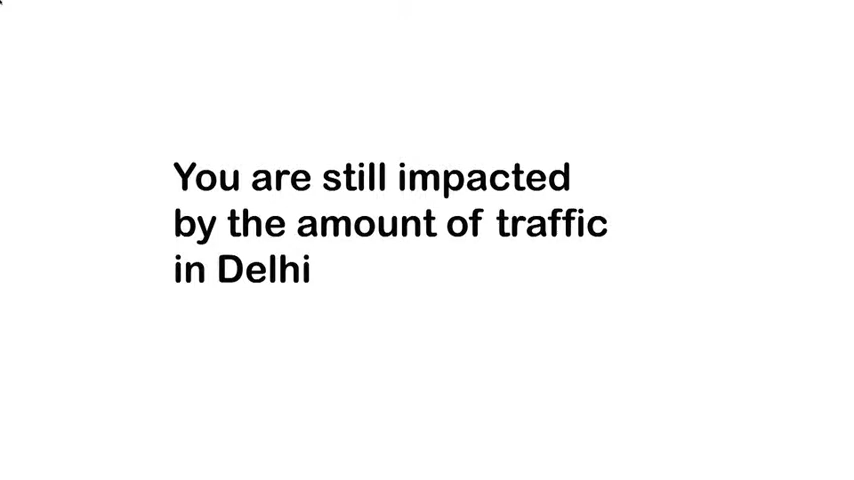 You are still impacted
by the amount of traffic
in Delhi